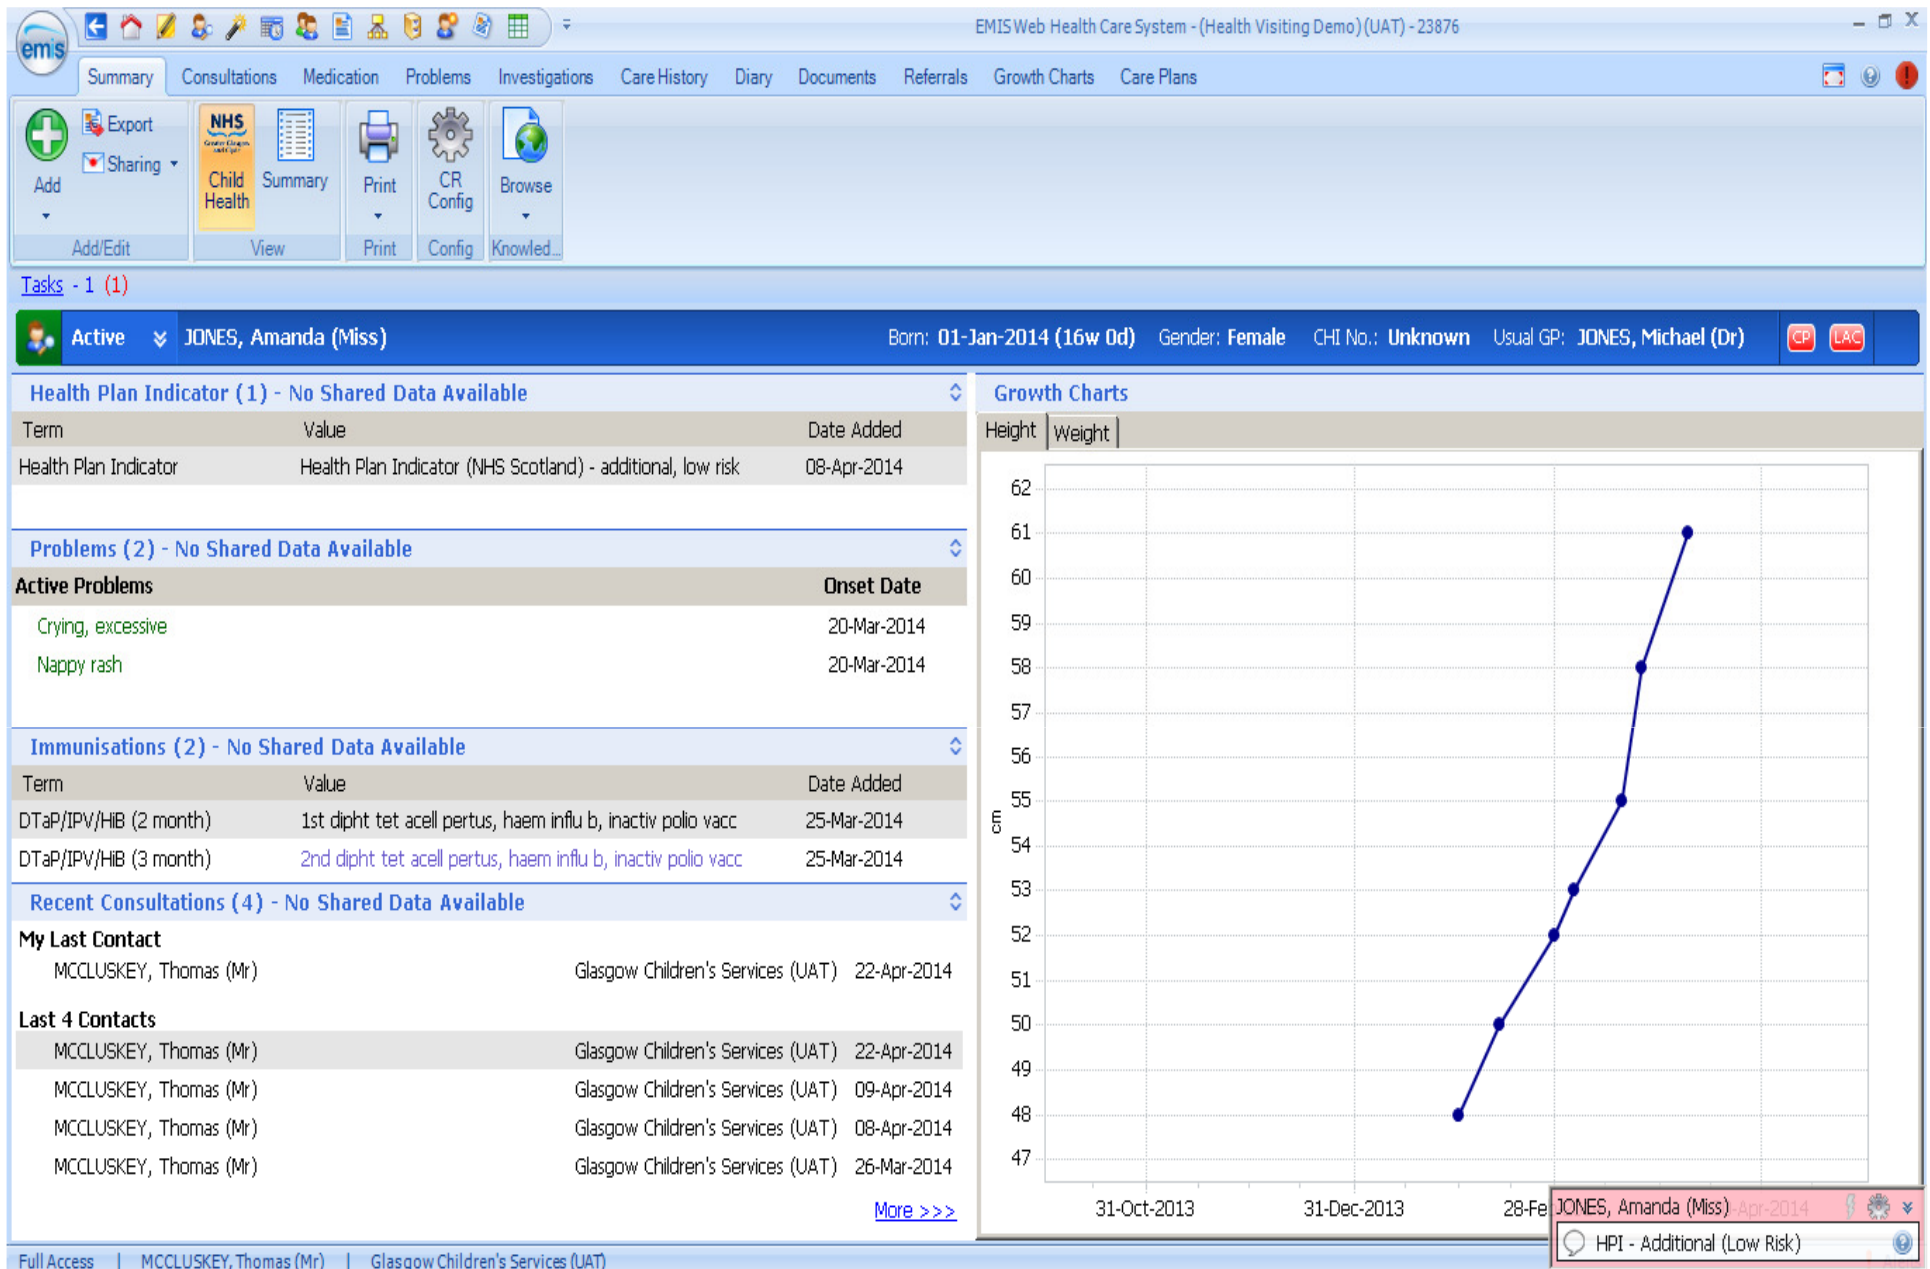 emis
EMIS Web Health Care System - (Health Visiting Demo) (UAT) - 23876
Summary Consultations Medication Problems Investigations Care History Diary Documents Referrals Growth Charts Care Plans
Add
Export
Sharing
Add/Edit
NHS
Greater Glasgow and Clyde
Child Health
Summary
View
Print
Print
CR Config
Config
Browse
Knowled...
Tasks - 1 (1)
Active JONES, Amanda (Miss) Born: 01-Jan-2014 (16w 0d) Gender: Female CHI No.: Unknown Usual GP: JONES, Michael (Dr) CP LAC
Health Plan Indicator (1) - No Shared Data Available
Term Value Date Added
Health Plan Indicator Health Plan Indicator (NHS Scotland) - additional, low risk 08-Apr-2014
Problems (2) - No Shared Data Available
Active Problems Onset Date
Crying, excessive 20-Mar-2014
Nappy rash 20-Mar-2014
Immunisations (2) - No Shared Data Available
Term Value Date Added
DTaP/IPV/HiB (2 month) 1st dipht tet acell pertus, haem influ b, inactiv polio vacc 25-Mar-2014
DTaP/IPV/HiB (3 month) 2nd dipht tet acell pertus, haem influ b, inactiv polio vacc 25-Mar-2014
Recent Consultations (4) - No Shared Data Available
My Last Contact
MCCLUSKEY, Thomas (Mr) Glasgow Children's Services (UAT) 22-Apr-2014
Last 4 Contacts
MCCLUSKEY, Thomas (Mr) Glasgow Children's Services (UAT) 22-Apr-2014
MCCLUSKEY, Thomas (Mr) Glasgow Children's Services (UAT) 09-Apr-2014
MCCLUSKEY, Thomas (Mr) Glasgow Children's Services (UAT) 08-Apr-2014
MCCLUSKEY, Thomas (Mr) Glasgow Children's Services (UAT) 26-Mar-2014
More >>>
Growth Charts
Height Weight
62
61
60
59
58
57
56
55
54
53
52
51
50
49
48
47
cm
31-Oct-2013 31-Dec-2013 28-Fe
JONES, Amanda (Miss) -Apr-2014
HPI - Additional (Low Risk)
Full Access | MCCLUSKEY, Thomas (Mr) | Glasgow Children's Services (UAT)